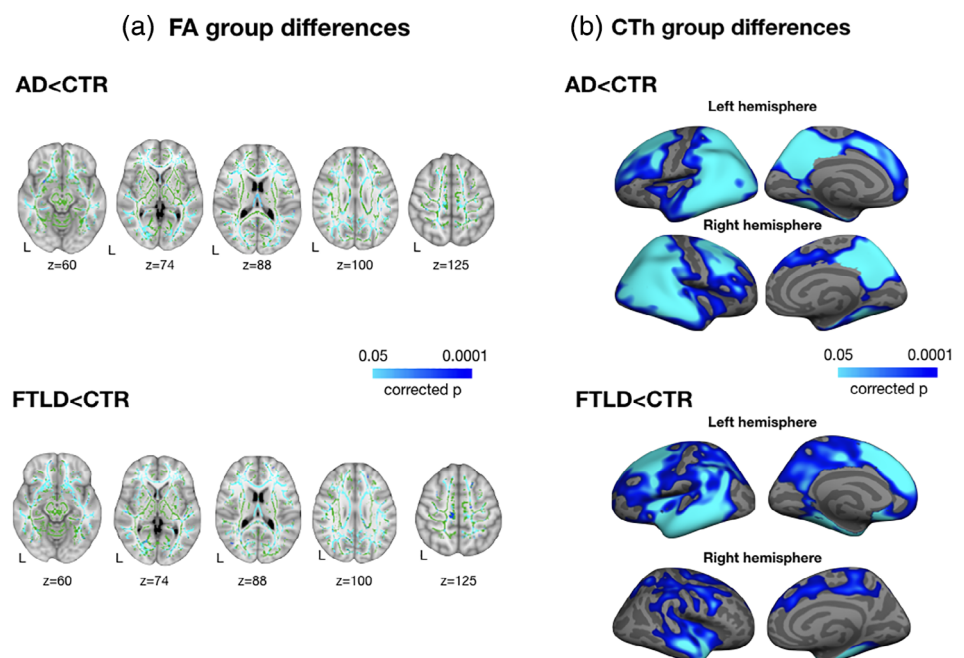 (a) FA group differences
AD<CTR
L
z=60
L
z=74
L
z=88
L
z=100
L
z=125
0.05 0.0001
corrected p
FTLD<CTR
L
z=60
L
z=74
L
z=88
L
z=100
L
z=125
(b) CTh group differences
AD<CTR
Left hemisphere
Right hemisphere
0.05 0.0001
corrected p
FTLD<CTR
Left hemisphere
Right hemisphere